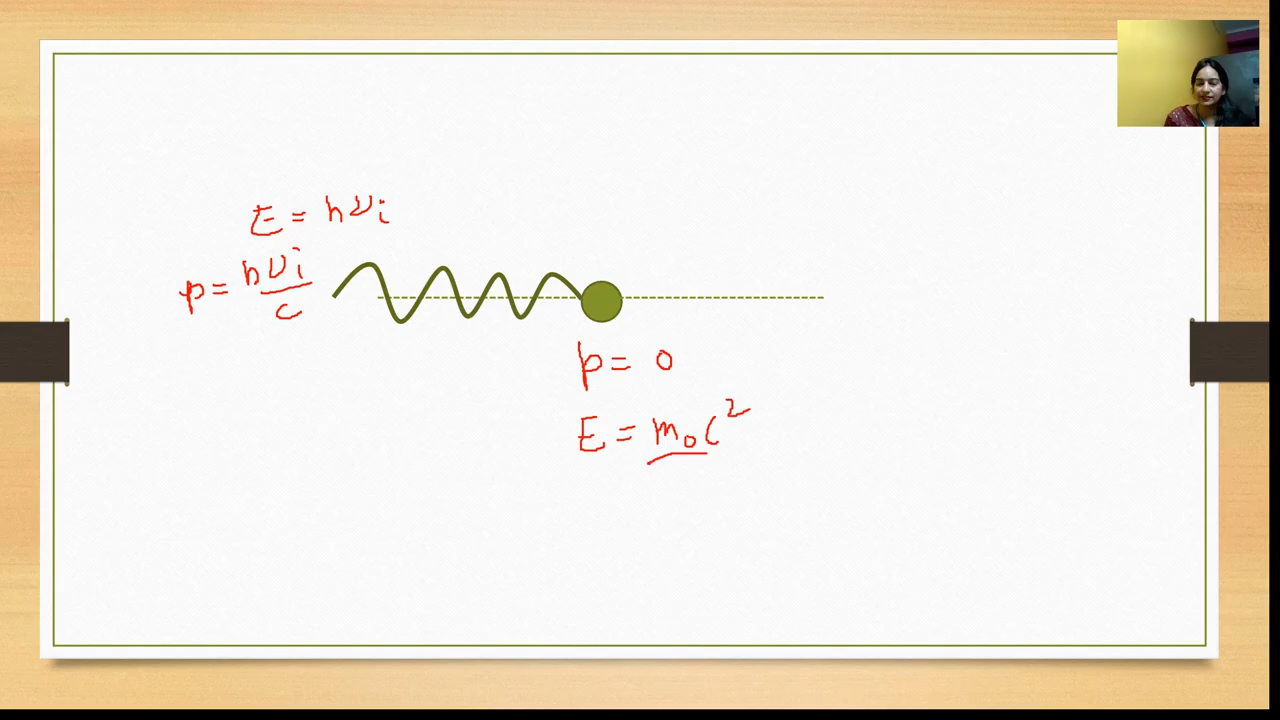 E = hνi
p = hνi/c
p = 0
E = m₀c²